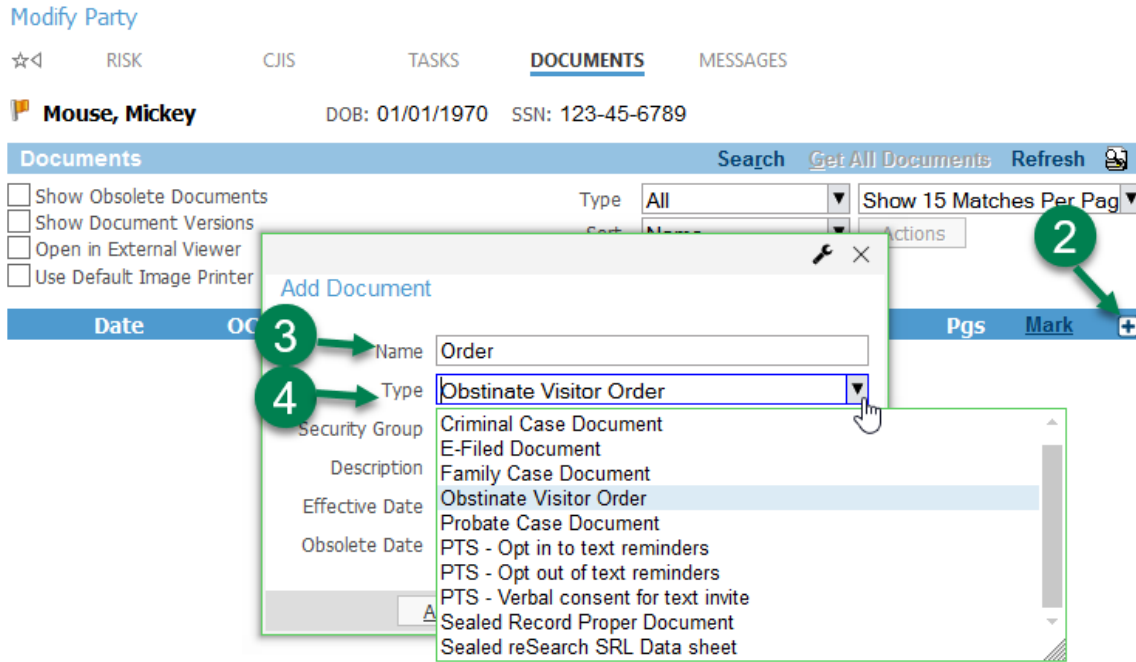 Modify Party
RISK CJIS TASKS DOCUMENTS MESSAGES
Mouse, Mickey DOB: 01/01/1970 SSN: 123-45-6789
Documents Search Get All Documents Refresh
Show Obsolete Documents Type All Show 15 Matches Per Pag
Show Document Versions Sort Name Actions 2
Open in External Viewer
Use Default Image Printer
Add Document
Date OC Pgs Mark
3 Name Order
4 Type Obstinate Visitor Order
Security Group Criminal Case Document
E-Filed Document
Description Family Case Document
Effective Date Obstinate Visitor Order
Probate Case Document
Obsolete Date PTS - Opt in to text reminders
PTS - Opt out of text reminders
PTS - Verbal consent for text invite
A Sealed Record Proper Document
Sealed reSearch SRL Data sheet